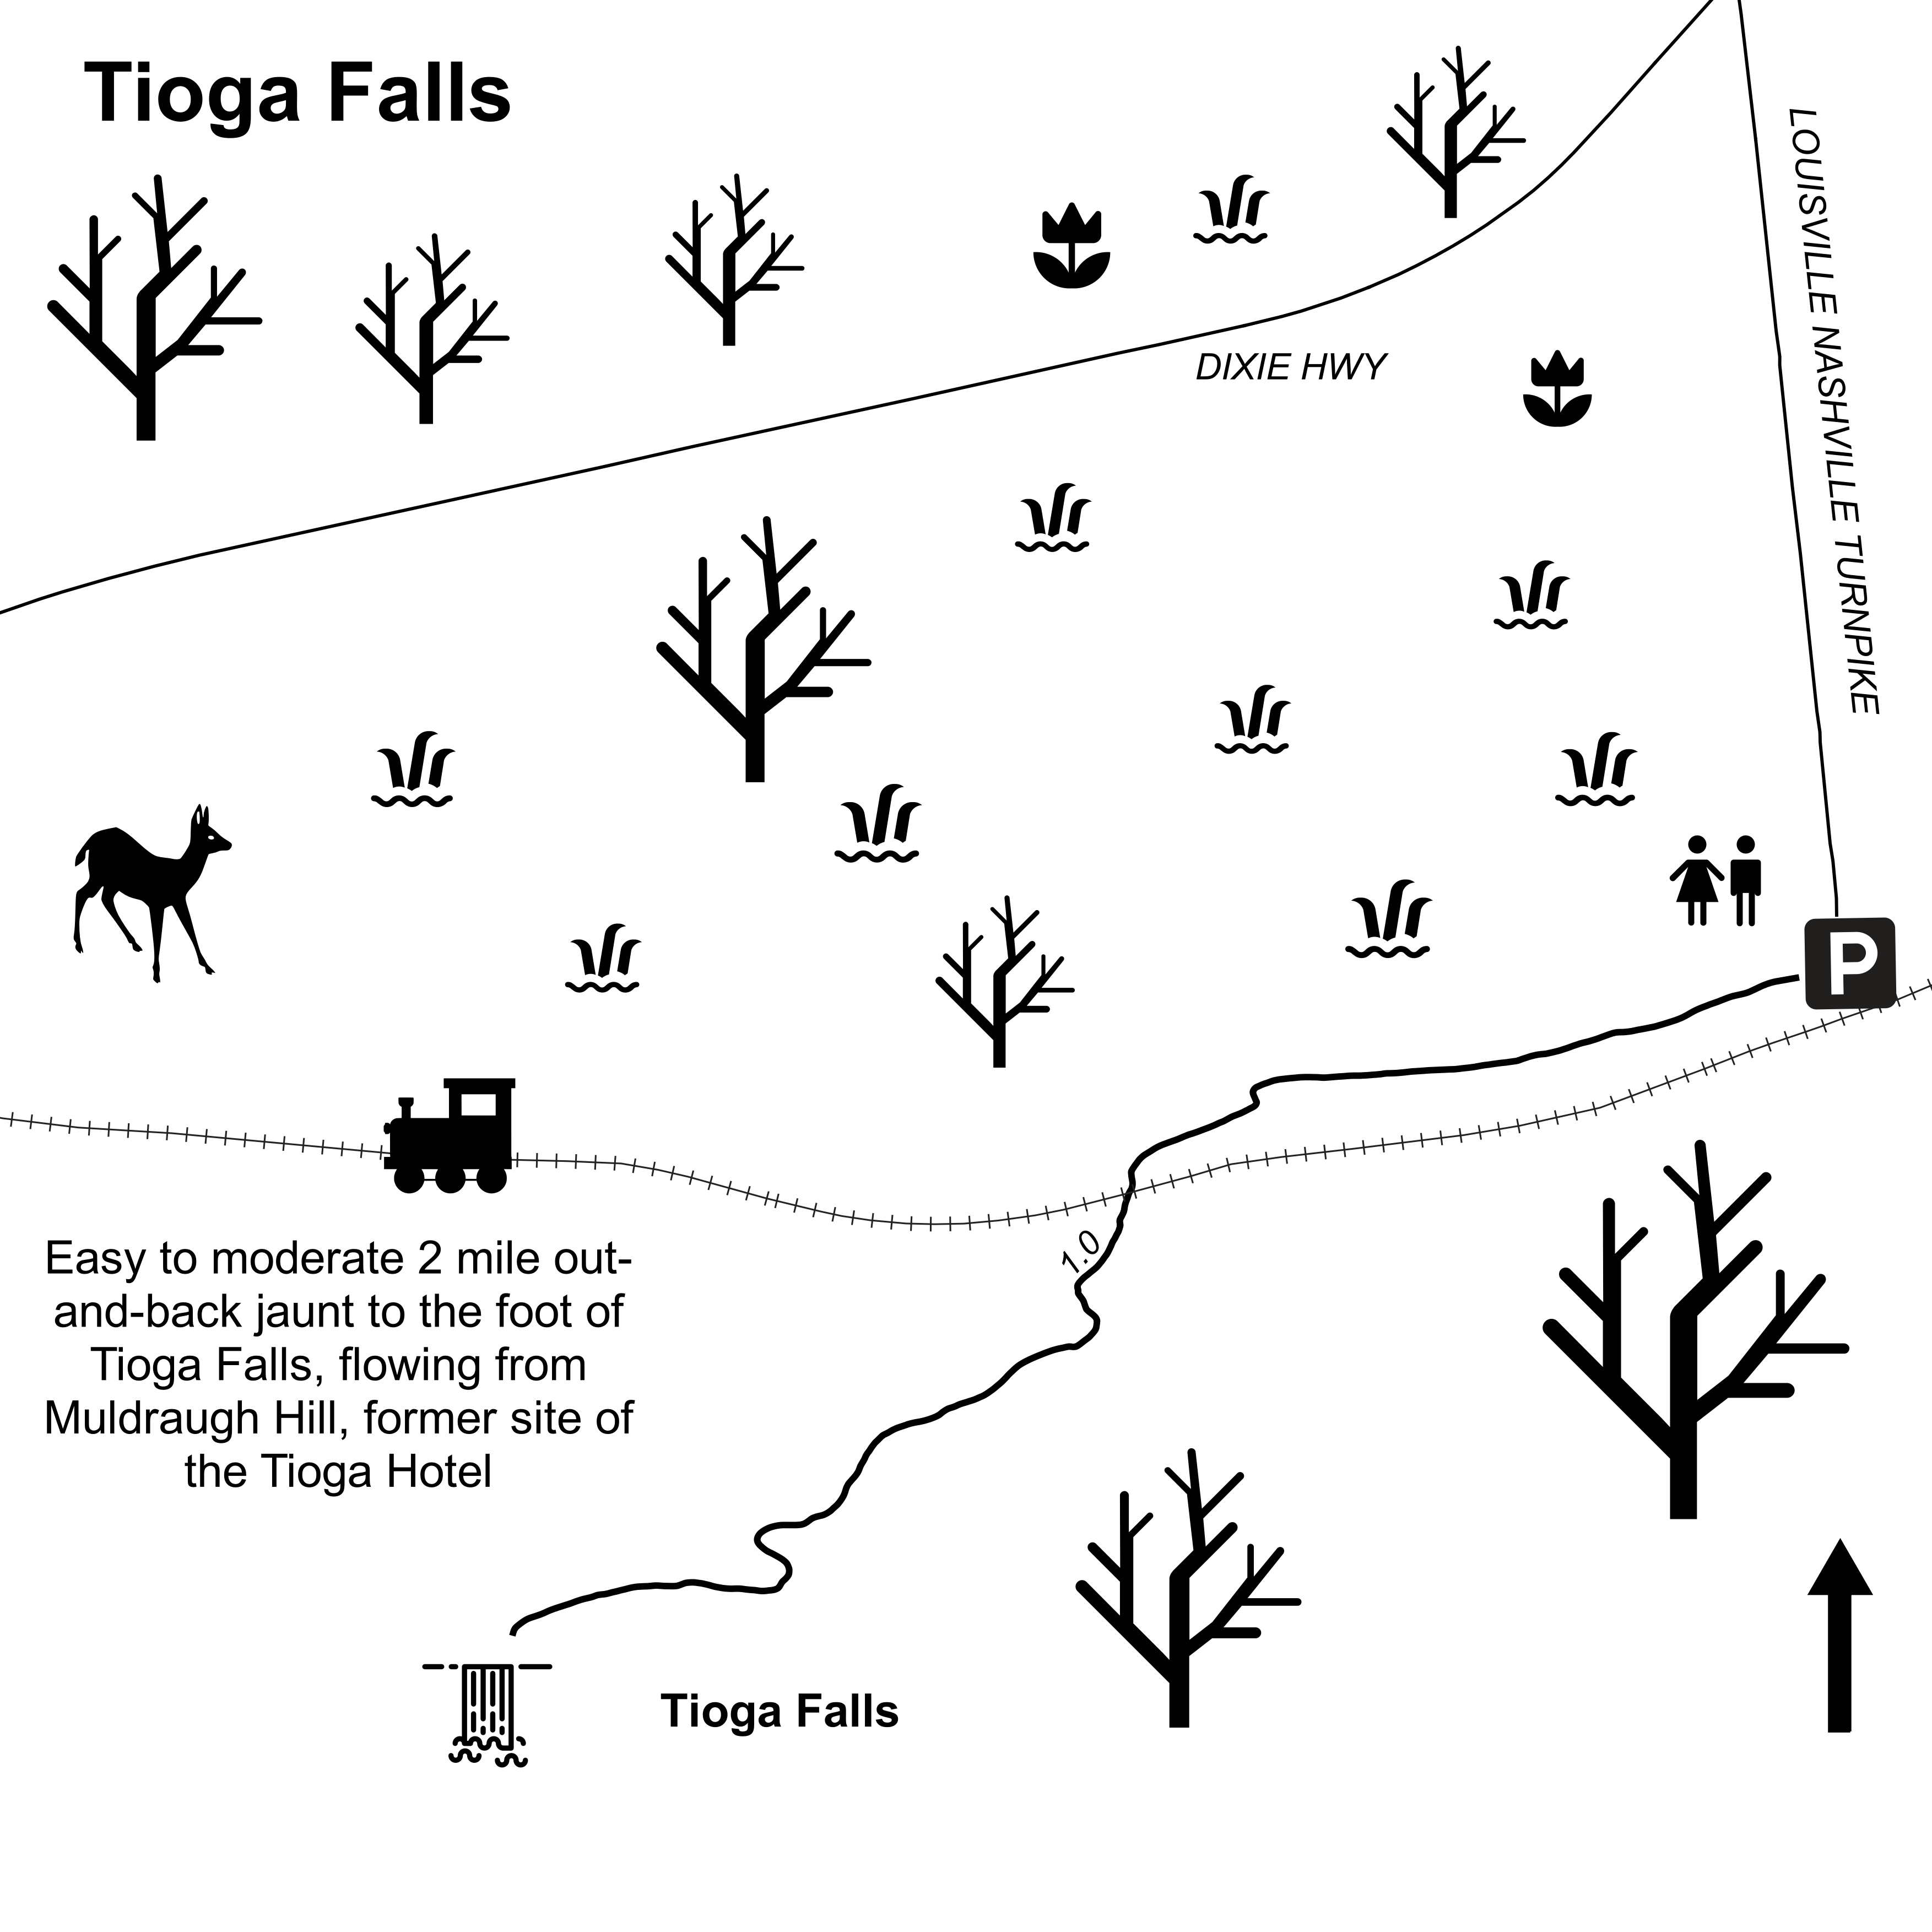 Tioga Falls
LOUISVILLE NASHVILLE TURNPIKE
DIXIE HWY
P
1.0
Easy to moderate 2 mile out-
and-back jaunt to the foot of
Tioga Falls, flowing from
Muldraugh Hill, former site of
the Tioga Hotel
Tioga Falls